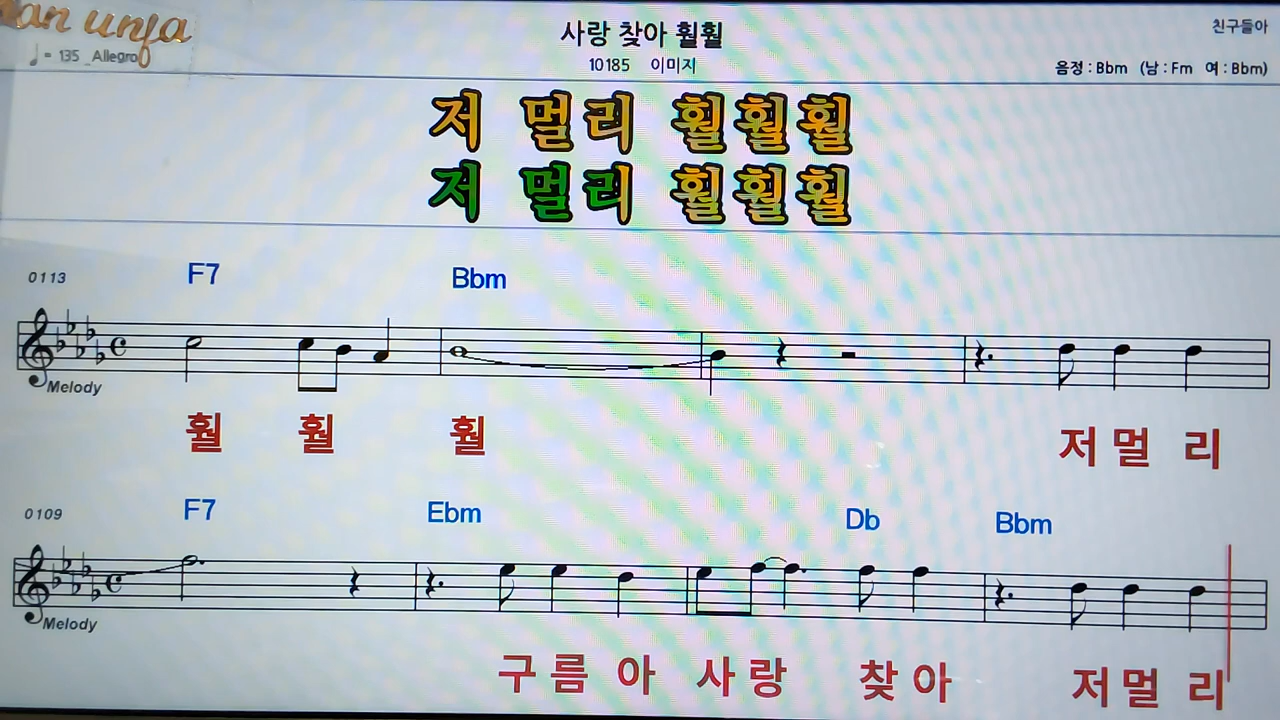 an unja
♩= 135 _Allegro
사랑 찾아 훨훨
10185 이미지
친구들아
음정 : Bbm (남 : Fm 여 : Bbm)
저 멀리 훨훨훨
저 멀리 훨훨훨
0113 F7 Bbm
Melody
훨 훨 훨 저 멀 리
0109 F7 Ebm Db Bbm
Melody
구 름 아 사 랑 찾 아 저 멀 리